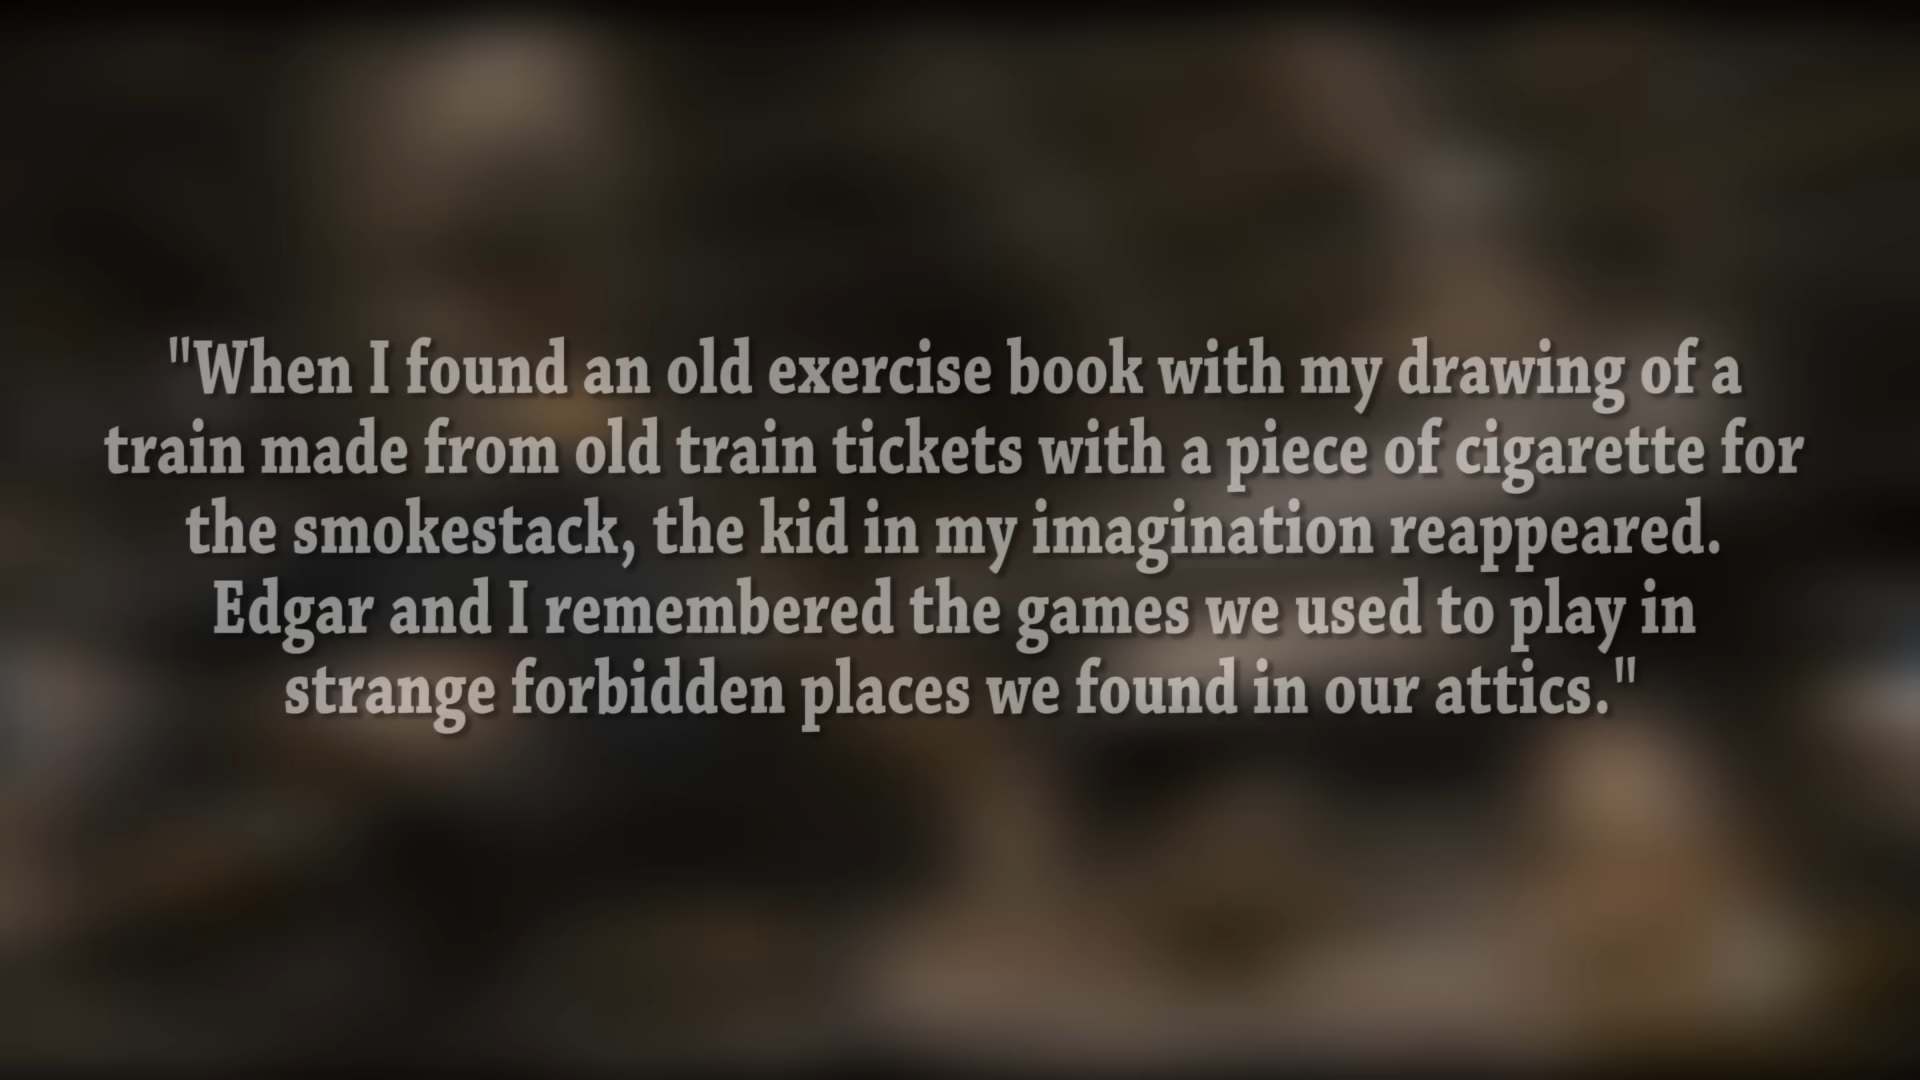 "When I found an old exercise book with my drawing of a
train made from old train tickets with a piece of cigarette for
the smokestack, the kid in my imagination reappeared.
Edgar and I remembered the games we used to play in
strange forbidden places we found in our attics."